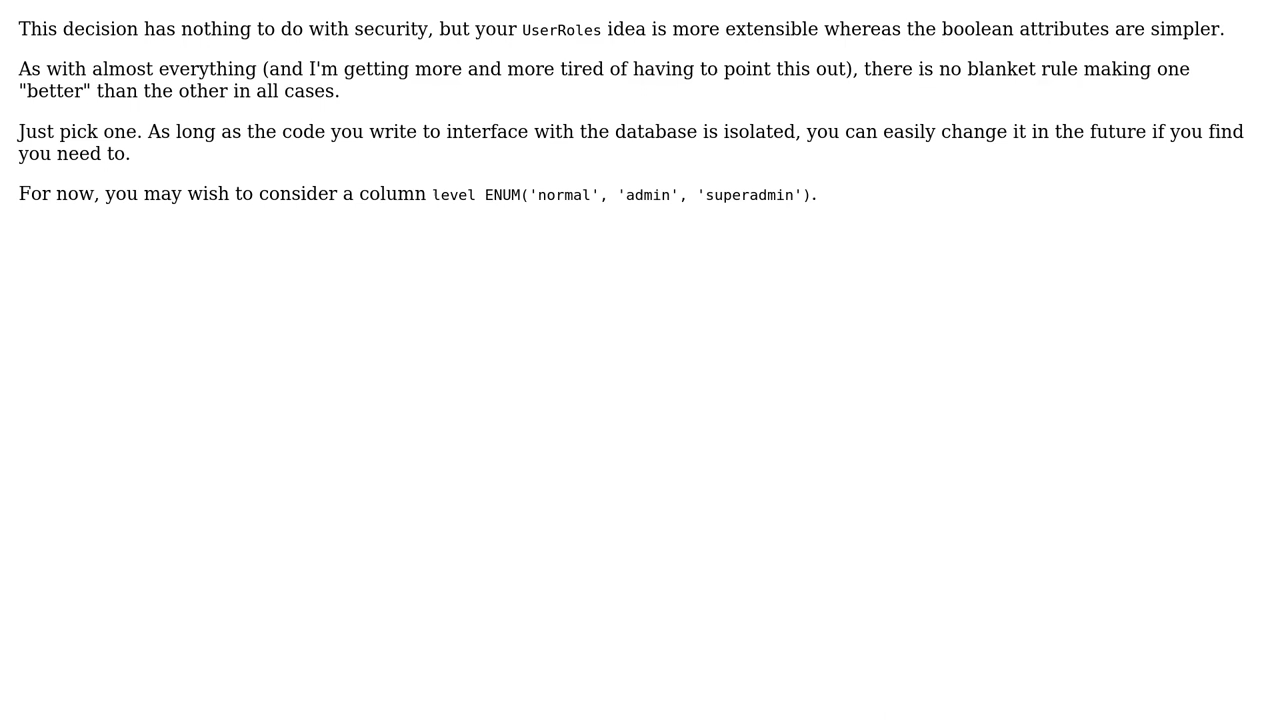 This decision has nothing to do with security, but your UserRoles idea is more extensible whereas the boolean attributes are simpler.
As with almost everything (and I'm getting more and more tired of having to point this out), there is no blanket rule making one
"better" than the other in all cases.
Just pick one. As long as the code you write to interface with the database is isolated, you can easily change it in the future if you find
you need to.
For now, you may wish to consider a column level ENUM('normal', 'admin', 'superadmin').